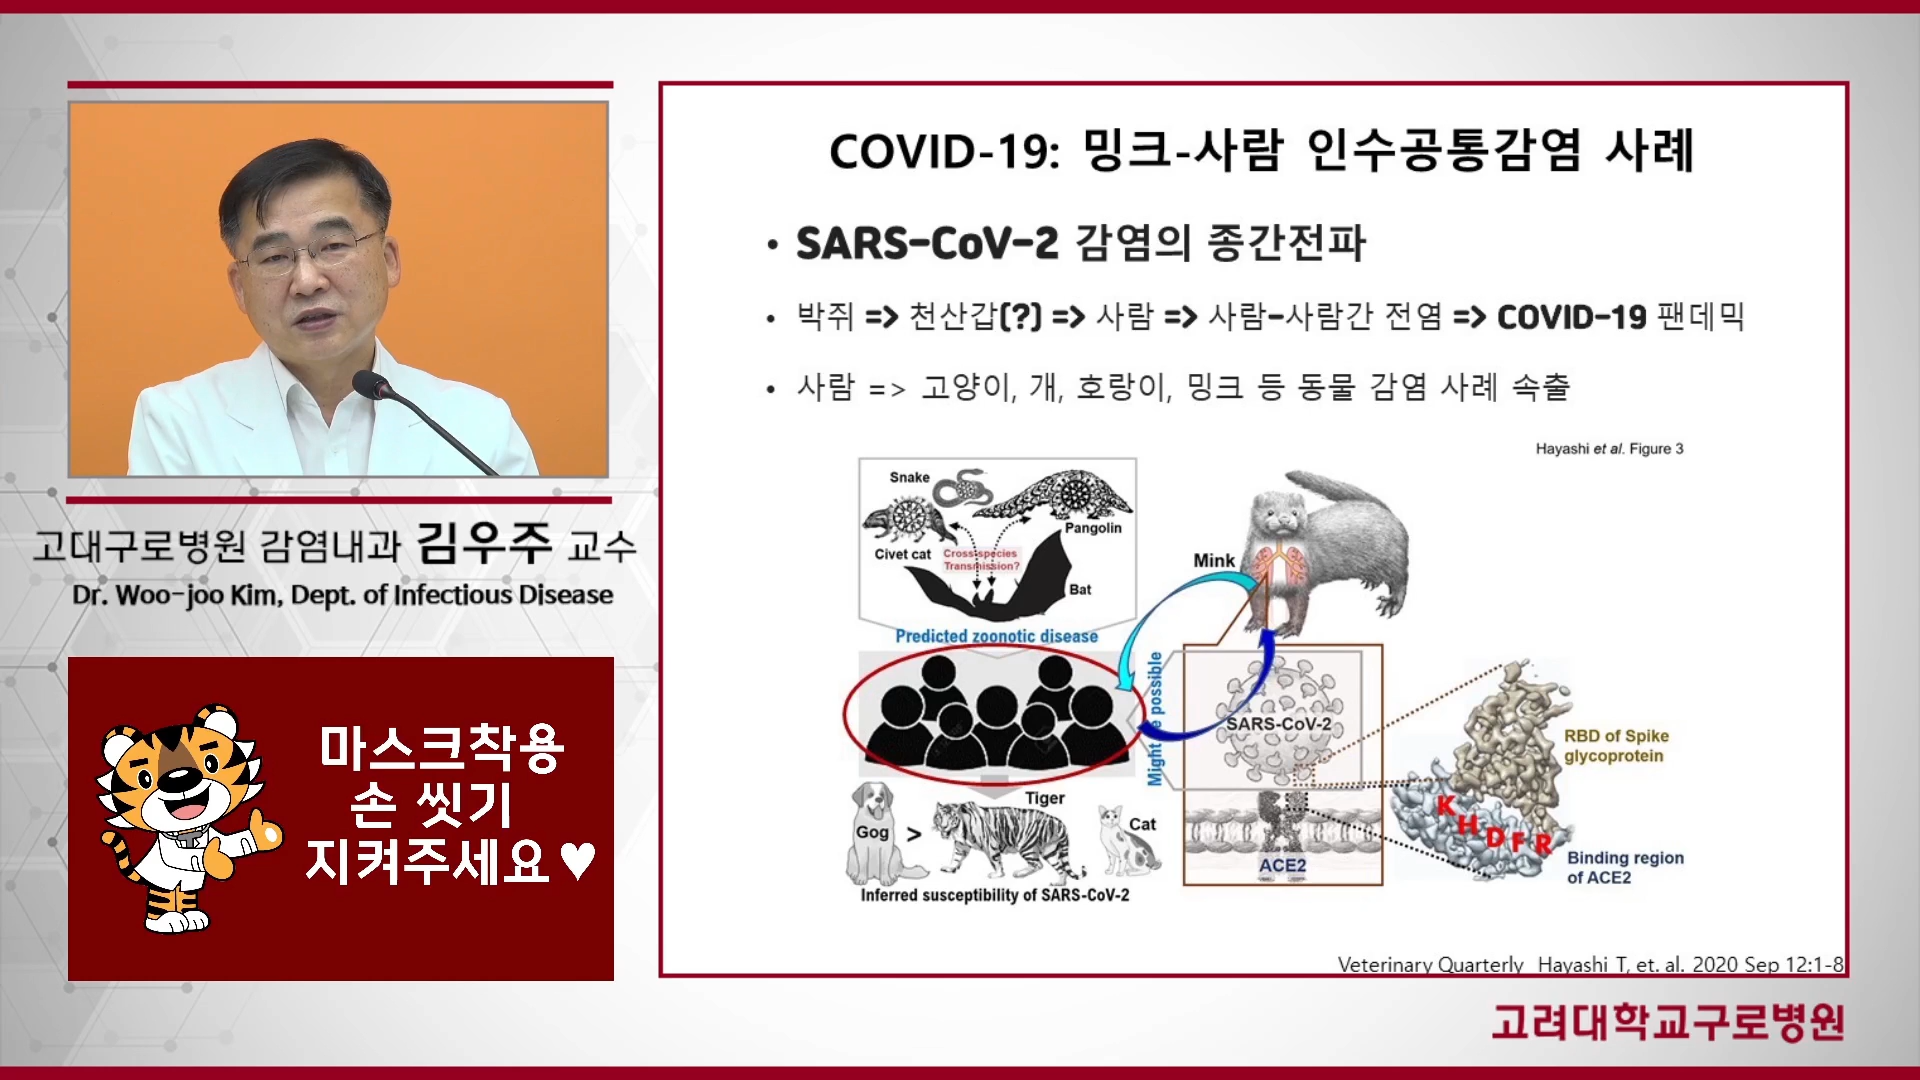 고대구로병원 감염내과 김우주 교수
Dr. Woo-joo Kim, Dept. of Infectious Disease
마스크착용
손 씻기
지켜주세요♥
COVID-19: 밍크-사람 인수공통감염 사례
• SARS-CoV-2 감염의 종간전파
• 박쥐 => 천산갑(?) => 사람 => 사람-사람간 전염 => COVID-19 팬데믹
• 사람 => 고양이, 개, 호랑이, 밍크 등 동물 감염 사례 속출
Hayashi et al. Figure 3
Snake
Pangolin
Civet cat
Cross-species
Transmission?
Bat
Mink
Predicted zoonotic disease
Might possible
SARS-CoV-2
ACE2
Gog
>
Tiger
Cat
Inferred susceptibility of SARS-CoV-2
RBD of Spike
glycoprotein
K H D F R
Binding region
of ACE2
Veterinary Quarterly Hayashi T, et. al. 2020 Sep 12:1-8
고려대학교구로병원